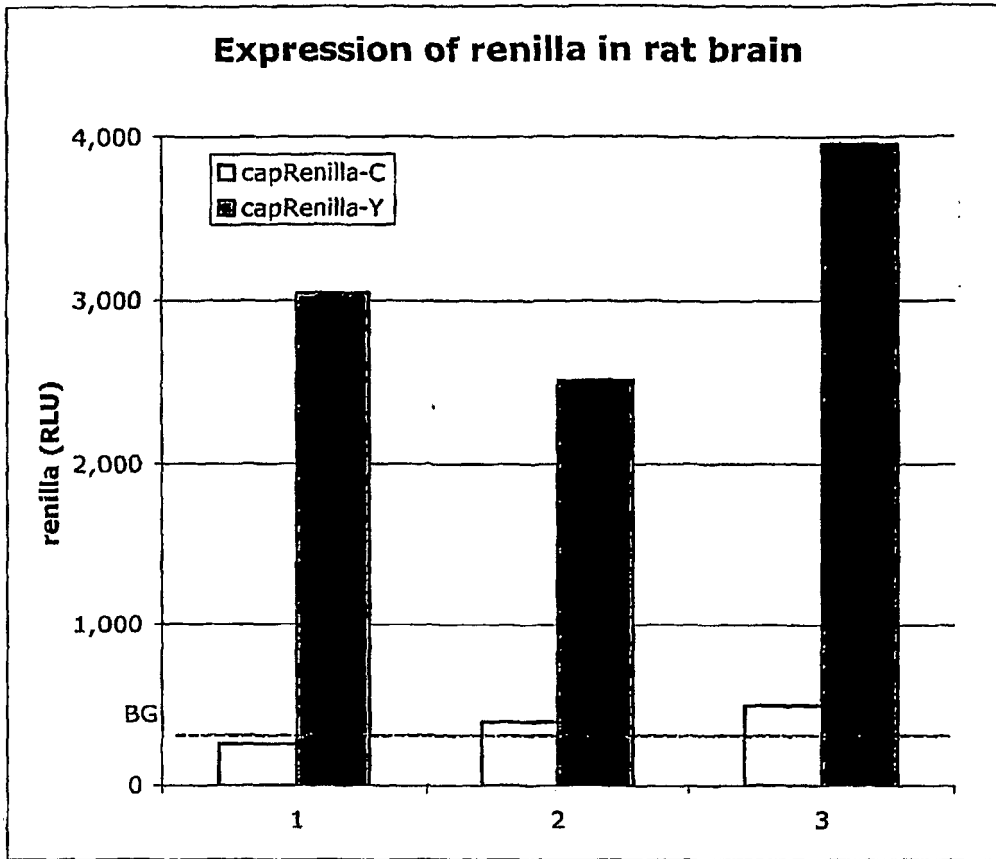 Expression of renilla in rat brain
4,000
capRenilla-C
capRenilla-Y
3,000
2,000
renilla (RLU)
1,000
BG
0
1
2
3